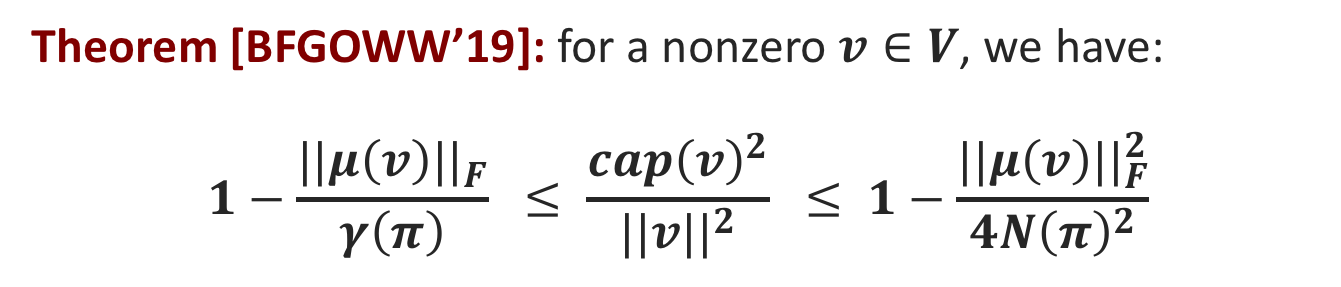 Theorem [BFGOWW’19]: for a nonzero 𝒗 ∈ 𝑽, we have:
𝟏 − ||𝝁(𝒗)||_𝑭 / 𝜸(𝝅) ≤ 𝒄𝒂𝒑(𝒗)^𝟐 / ||𝒗||^𝟐 ≤ 𝟏 − ||𝝁(𝒗)||_𝑭^𝟐 / 𝟒𝑵(𝝅)^𝟐